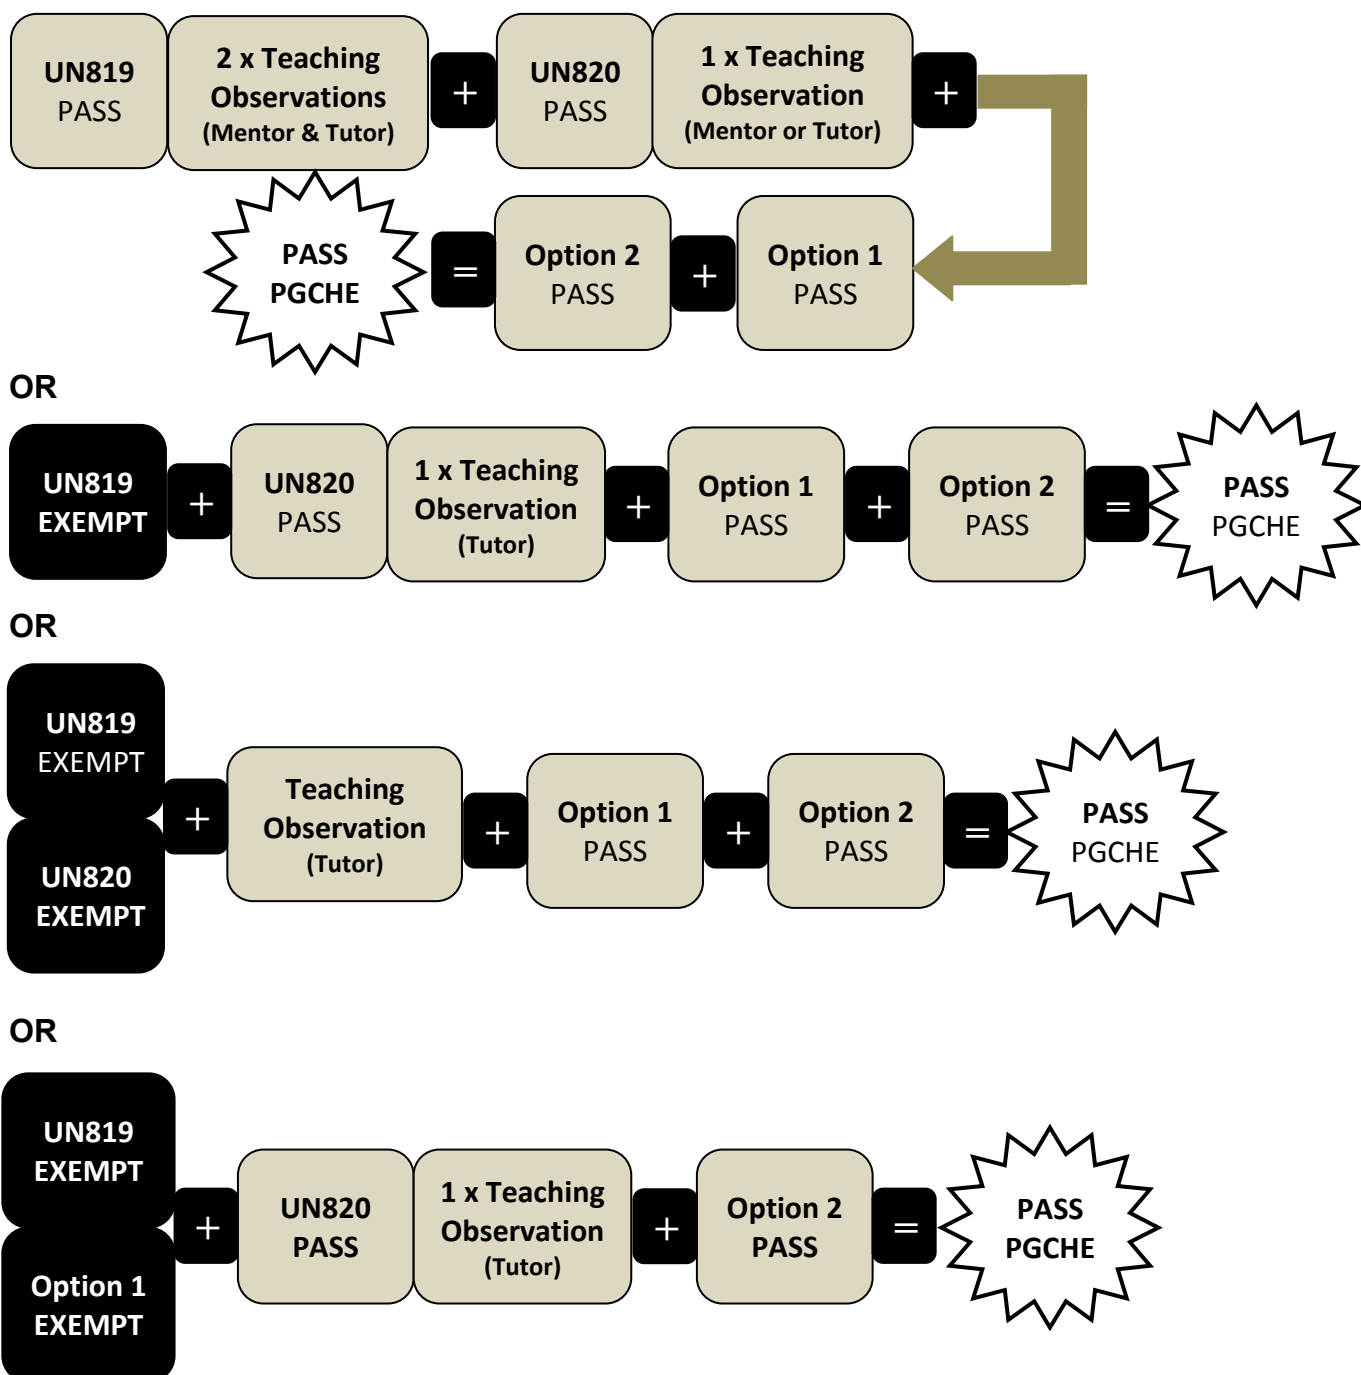 UN819
PASS
2 x Teaching
Observations
(Mentor & Tutor)
+
UN820
PASS
1 x Teaching
Observation
(Mentor or Tutor)
+
Option 1
PASS
+
Option 2
PASS
=
PASS
PGCHE
OR
UN819
EXEMPT
+
UN820
PASS
1 x Teaching
Observation
(Tutor)
+
Option 1
PASS
+
Option 2
PASS
=
PASS
PGCHE
OR
UN819
EXEMPT
UN820
EXEMPT
+
Teaching
Observation
(Tutor)
+
Option 1
PASS
+
Option 2
PASS
=
PASS
PGCHE
OR
UN819
EXEMPT
Option 1
EXEMPT
+
UN820
PASS
1 x Teaching
Observation
(Tutor)
+
Option 2
PASS
=
PASS
PGCHE